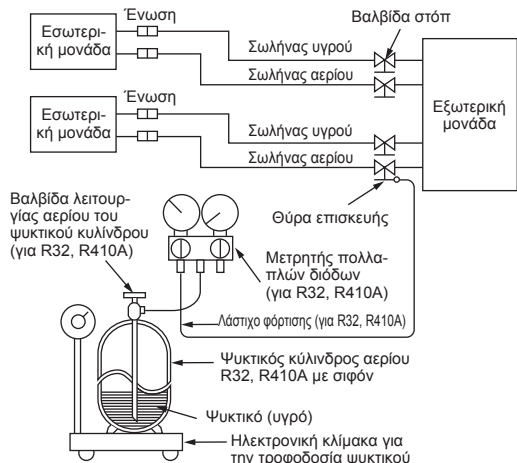 Ένωση
Βαλβίδα στόπ
Εσωτερι-
κή μονάδα
Σωλήνας υγρού
Σωλήνας αερίου
Ένωση
Εσωτερι-
κή μονάδα
Σωλήνας υγρού
Σωλήνας αερίου
Εξωτερική
μονάδα
Βαλβίδα λειτουρ-
γίας αερίου του
ψυκτικού κυλίνδρου
(για R32, R410A)
Θύρα επισκευής
Μετρητής πολλα-
πλών διόδων
(για R32, R410A)
Λάστιχο φόρτισης (για R32, R410A)
Ψυκτικός κύλινδρος αερίου
R32, R410A με σιφόν
Ψυκτικό (υγρό)
Ηλεκτρονική κλίμακα για
την τροφοδοσία ψυκτικού